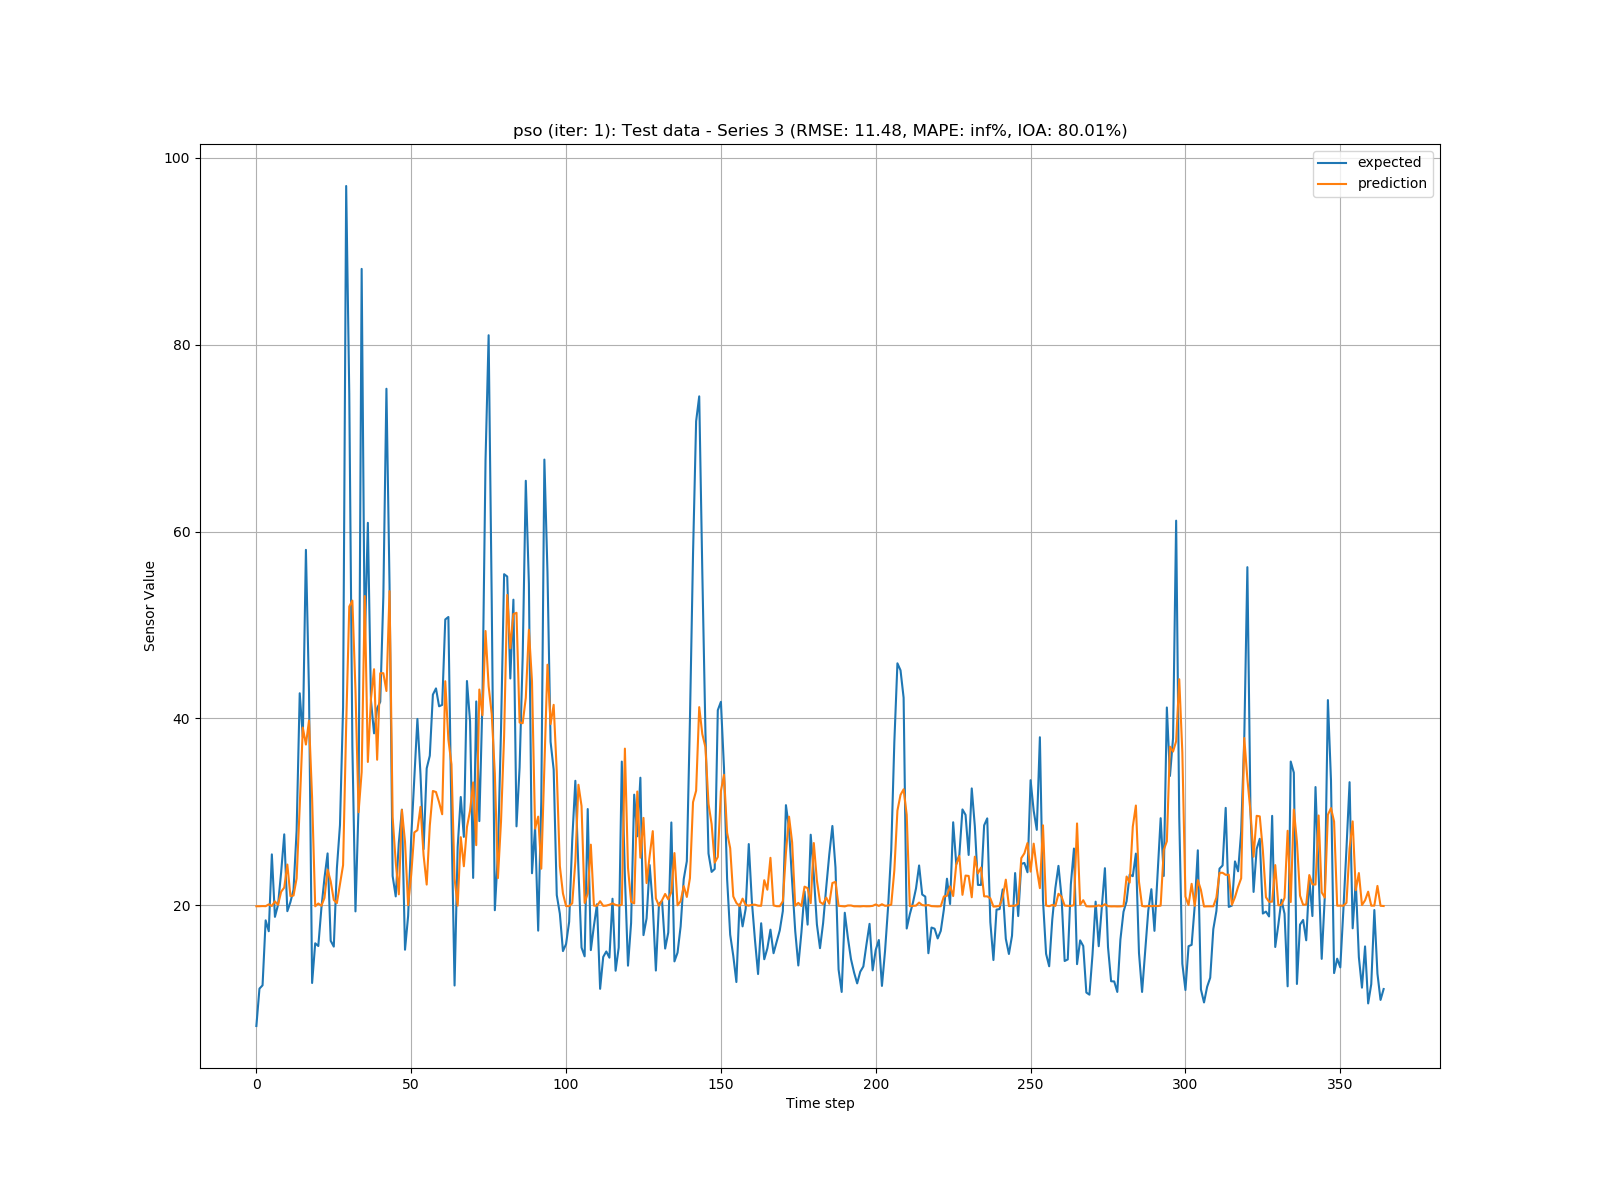 pso (iter: 1): Test data - Series 3 (RMSE: 11.48, MAPE: inf%, IOA: 80.01%)
expected
prediction
100
80
60
40
20
Sensor Value
0 50 100 150 200 250 300 350
Time step